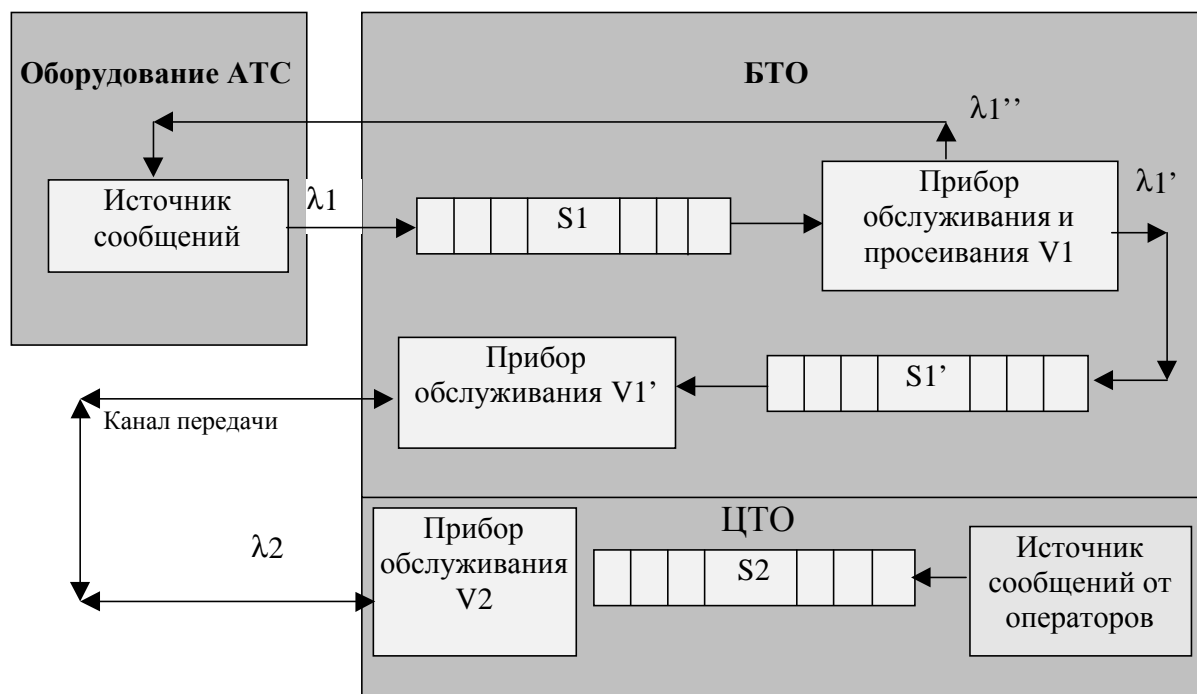 Оборудование АТС
БТО
λ1’’
Источник
сообщений
λ1
S1
Прибор
обслуживания и
просеивания V1
λ1’
Прибор
обслуживания V1’
S1’
Канал передачи
λ2
ЦТО
Прибор
обслуживания
V2
S2
Источник
сообщений от
операторов